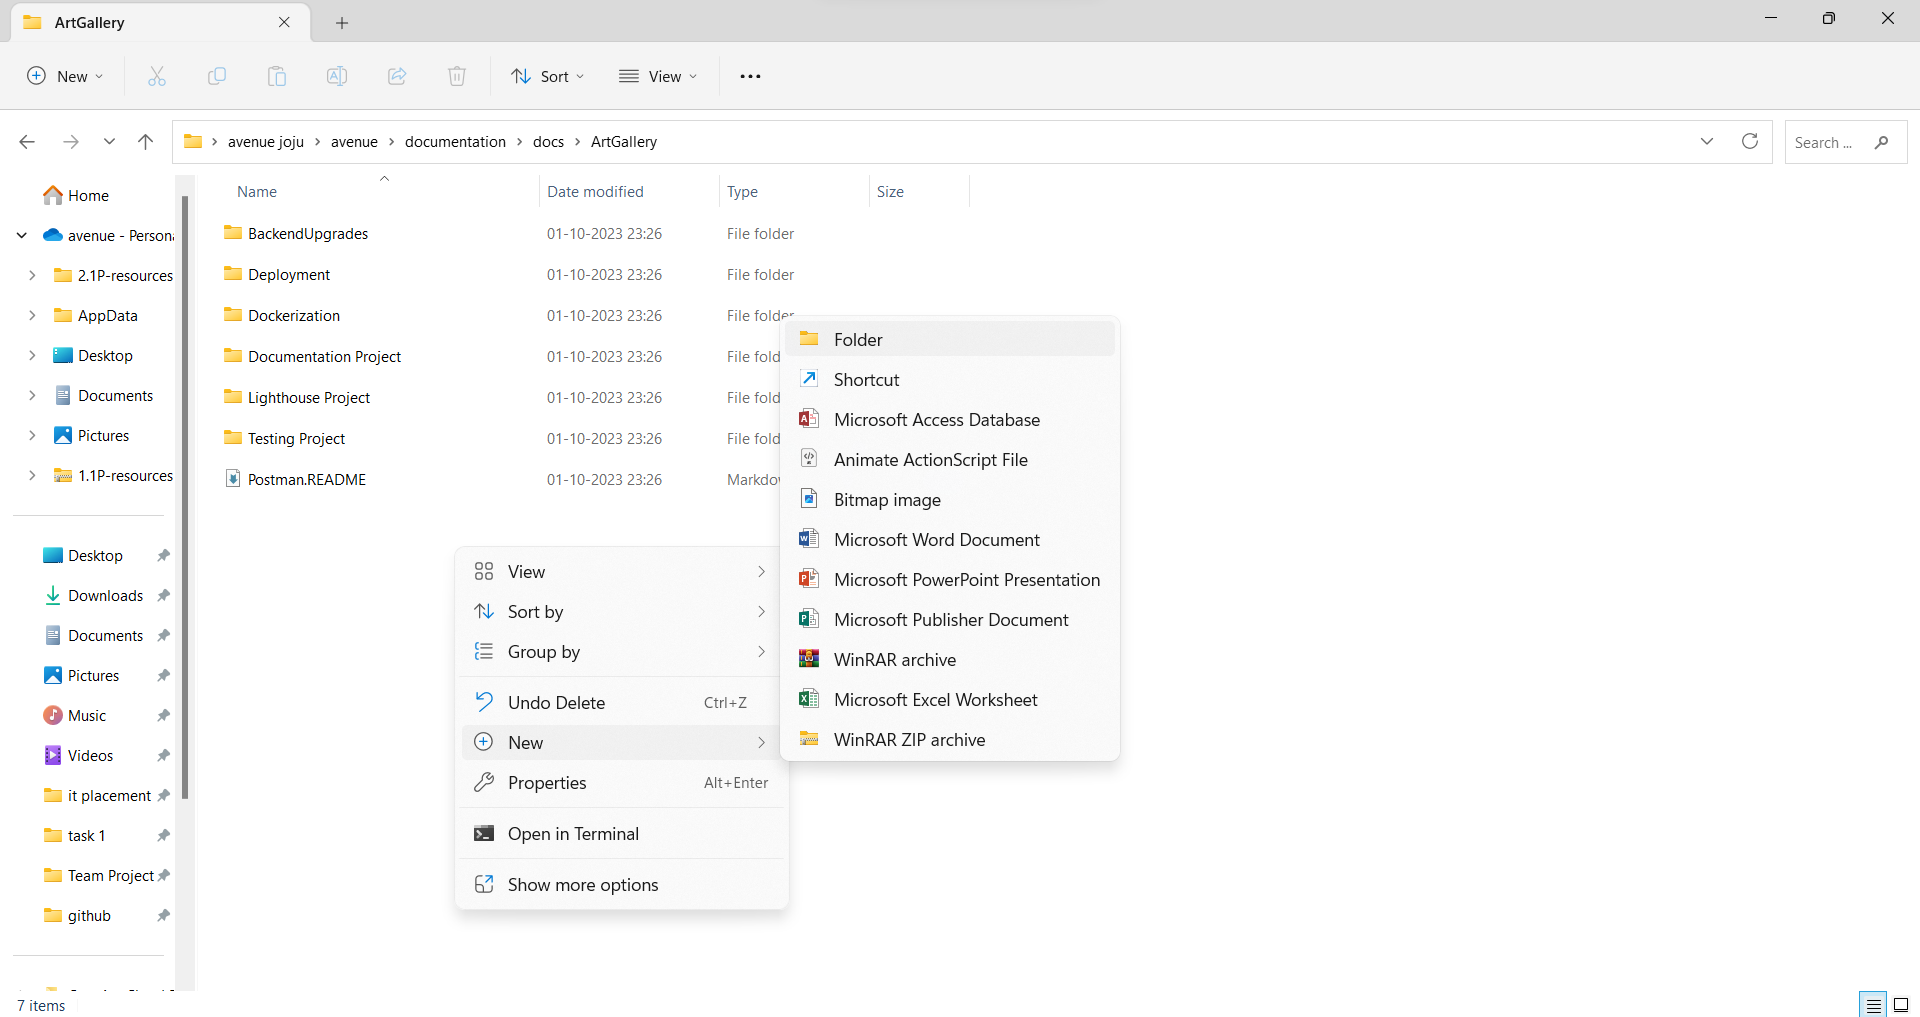 ArtGallery
New
Sort
View
avenue joju > avenue > documentation > docs > ArtGallery
Search ...
Home
avenue - Persona
2.1P-resources
AppData
Desktop
Documents
Pictures
1.1P-resources
Desktop
Downloads
Documents
Pictures
Music
Videos
it placement
task 1
Team Project
github
Name Date modified Type Size
BackendUpgrades 01-10-2023 23:26 File folder
Deployment 01-10-2023 23:26 File folder
Dockerization 01-10-2023 23:26 File folder
Documentation Project 01-10-2023 23:26 File fold
Lighthouse Project 01-10-2023 23:26 File fold
Testing Project 01-10-2023 23:26 File fold
Postman.README 01-10-2023 23:26 Markdo
View
Sort by
Group by
Undo Delete Ctrl+Z
New
Properties Alt+Enter
Open in Terminal
Show more options
Folder
Shortcut
Microsoft Access Database
Animate ActionScript File
Bitmap image
Microsoft Word Document
Microsoft PowerPoint Presentation
Microsoft Publisher Document
WinRAR archive
Microsoft Excel Worksheet
WinRAR ZIP archive
7 items